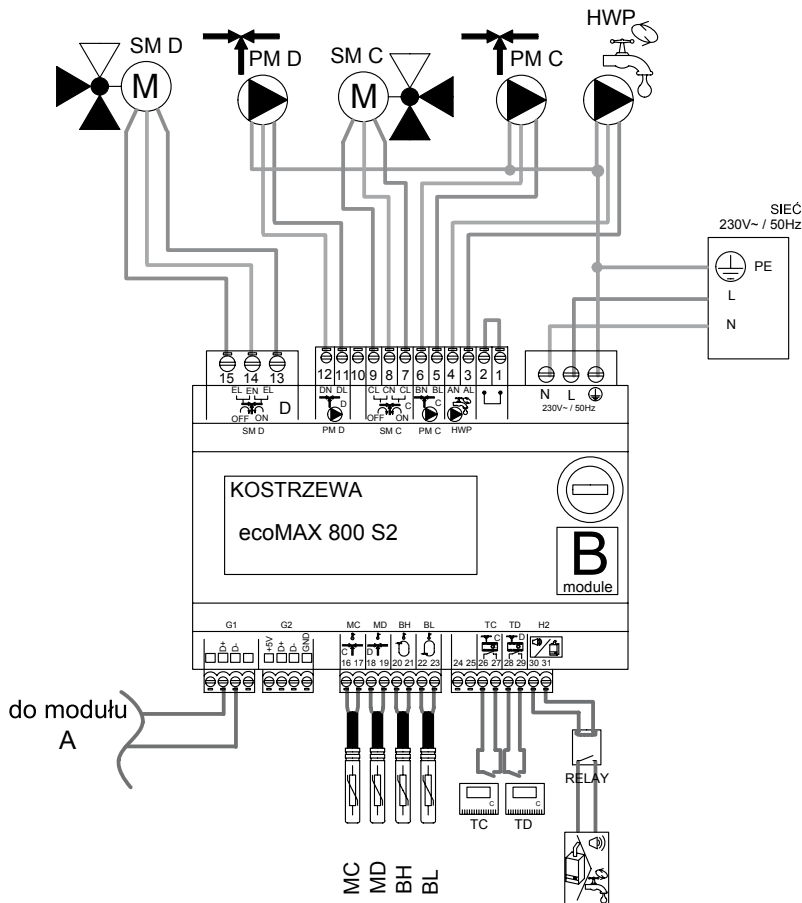 SM D
PM D
SM C
PM C
HWP
M
M
SIEĆ
230V~ / 50Hz
PE
L
N
15 14 13
12 11 10 9 8 7 6 5 4 3 2 1
EL EN EL
D
OFF ON
SM D
DN DL
D
PM D
CL CN CL
C
OFF ON
SM C
BN BL
C
PM C
AN AL
HWP
N L
230V~ / 50Hz
KOSTRZEWA
ecoMAX 800 S2
B
module
G1
G2
MC
MD
BH
BL
TC
TD
H2
D+
D-
+5V
D+
D-
GND
C
D
C
D
16 17 18 19 20 21 22 23
24 25 26 27 28 29 30 31
do modułu
A
RELAY
C
C
TC
TD
MC
MD
BH
BL